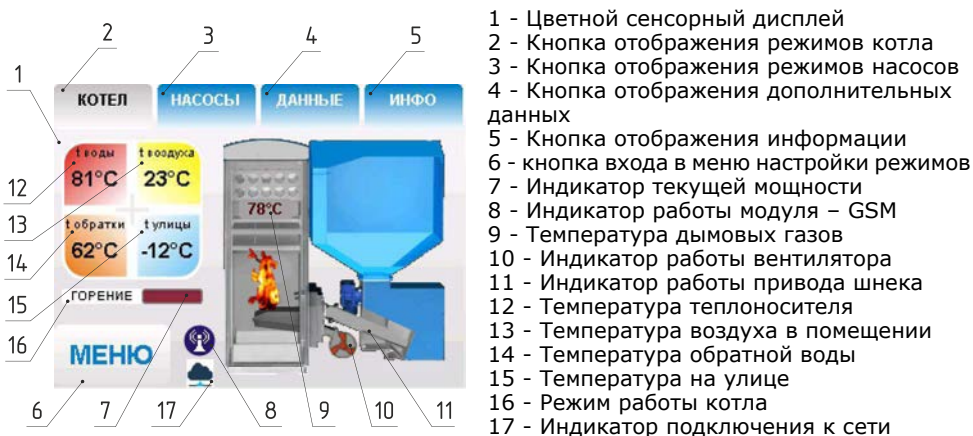 2
3
4
5
1
КОТЕЛ
НАСОСЫ
ДАННЫЕ
ИНФО
t воды
81°C
t воздуха
23°C
78°C
t обратки
62°C
t улицы
-12°C
12
13
14
15
ГОРЕНИЕ
16
МЕНЮ
6
7
17
8
9
10
11
1 - Цветной сенсорный дисплей
2 - Кнопка отображения режимов котла
3 - Кнопка отображения режимов насосов
4 - Кнопка отображения дополнительных
данных
5 - Кнопка отображения информации
6 - кнопка входа в меню настройки режимов
7 - Индикатор текущей мощности
8 - Индикатор работы модуля – GSM
9 - Температура дымовых газов
10 - Индикатор работы вентилятора
11 - Индикатор работы привода шнека
12 - Температура теплоносителя
13 - Температура воздуха в помещении
14 - Температура обратной воды
15 - Температура на улице
16 - Режим работы котла
17 - Индикатор подключения к сети